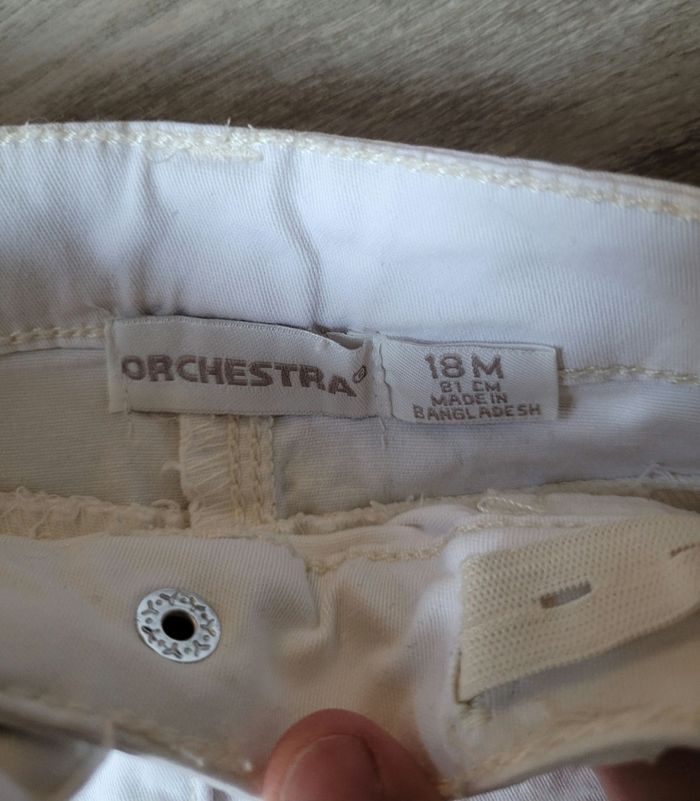 ORCHESTRA®
18 M
81 CM
MADE IN
BANGLADESH